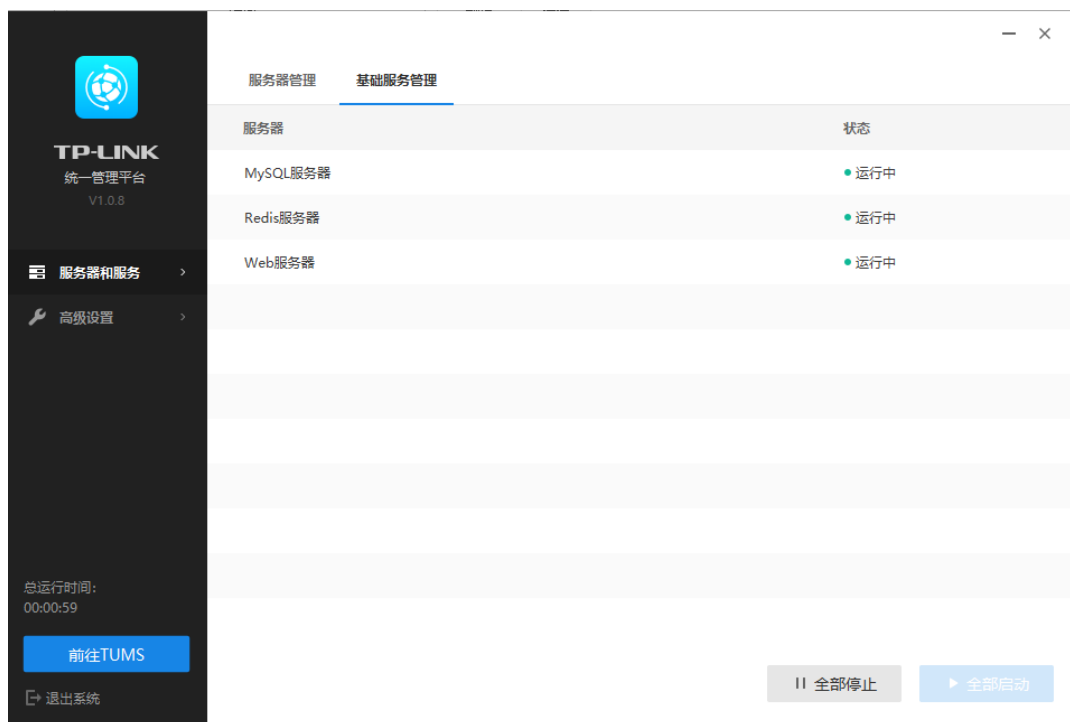 TP-LINK
统一管理平台
V1.0.8
服务器和服务
高级设置
总运行时间:
00:00:59
前往TUMS
退出系统
服务器管理 基础服务管理
服务器 状态
MySQL服务器 运行中
Redis服务器 运行中
Web服务器 运行中
全部停止 全部启动